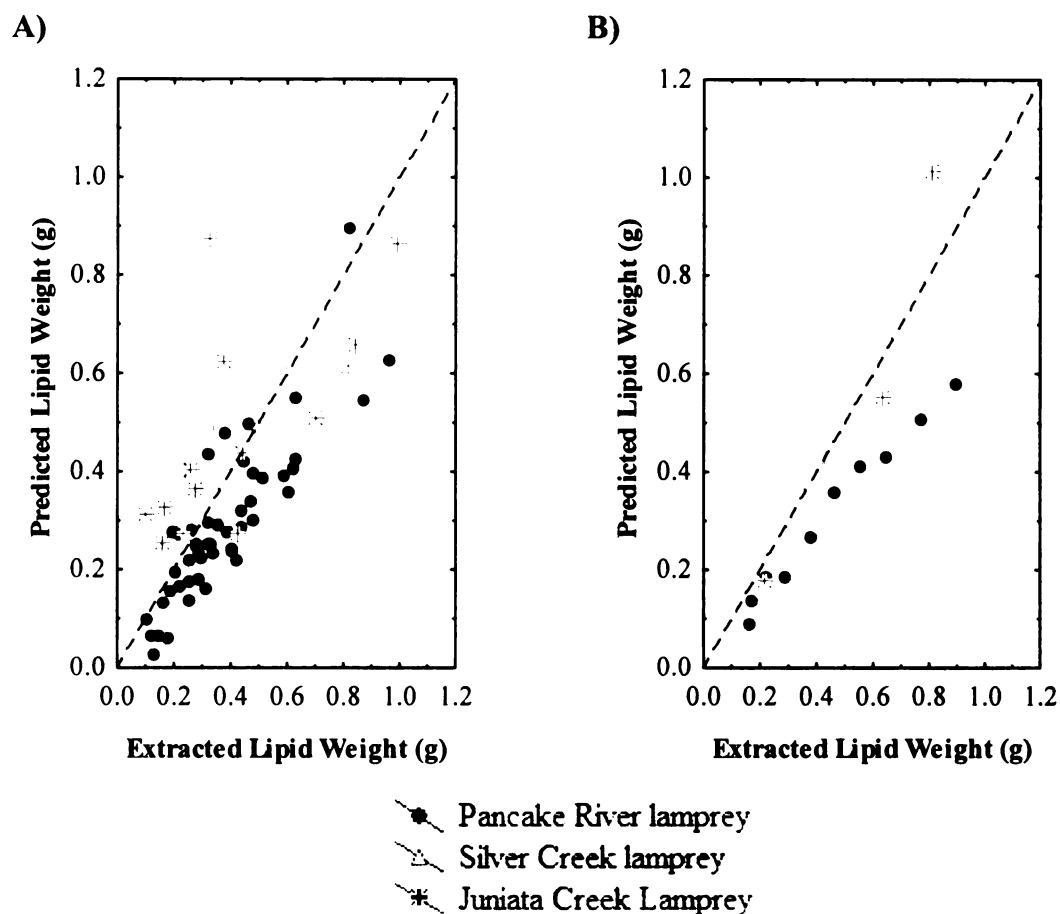 A)
B)
1.2
1.0
0.8
0.6
0.4
0.2
0.0
Predicted Lipid Weight (g)
0.0 0.2 0.4 0.6 0.8 1.0 1.2
Extracted Lipid Weight (g)
1.2
1.0
0.8
0.6
0.4
0.2
0.0
Predicted Lipid Weight (g)
0.0 0.2 0.4 0.6 0.8 1.0 1.2
Extracted Lipid Weight (g)
Pancake River lamprey
Silver Creek lamprey
Juniata Creek Lamprey